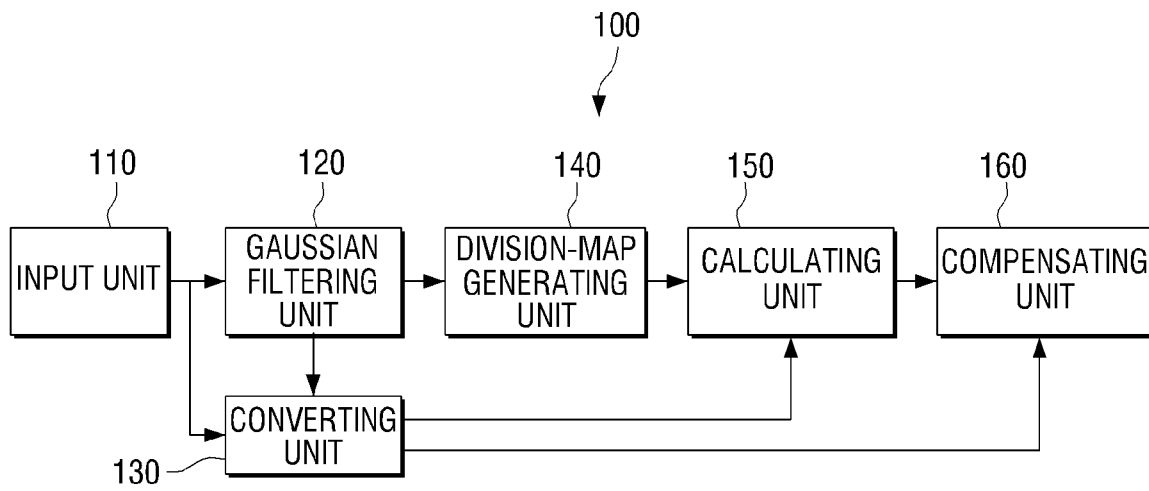 100
110
120
140
150
160
INPUT UNIT
GAUSSIAN
FILTERING
UNIT
DIVISION-MAP
GENERATING
UNIT
CALCULATING
UNIT
COMPENSATING
UNIT
CONVERTING
UNIT
130